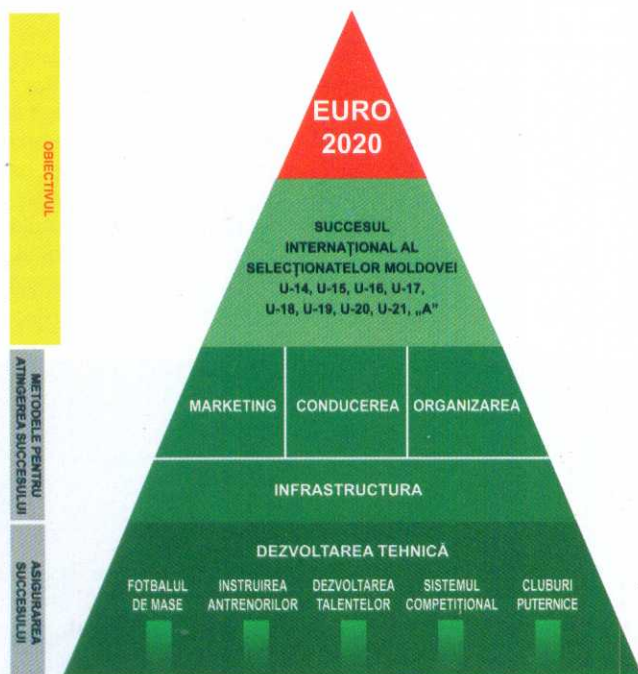 EURO
2020
OBIECTIVUL
SUCCESUL
INTERNAȚIONAL AL
SELECȚIONATELOR MOLDOVEI
U-14, U-15, U-16, U-17,
U-18, U-19, U-20, U-21, „A”
METODELE PENTRU
ATINGEREA SUCCESULUI
MARKETING
CONDUCEREA
ORGANIZAREA
INFRASTRUCTURA
ASIGURAREA
SUCCESULUI
DEZVOLTAREA TEHNICĂ
FOTBALUL
DE MASE
INSTRUIREA
ANTRENORILOR
DEZVOLTAREA
TALENTELOR
SISTEMUL
COMPETIȚIONAL
CLUBURI
PUTERNICE